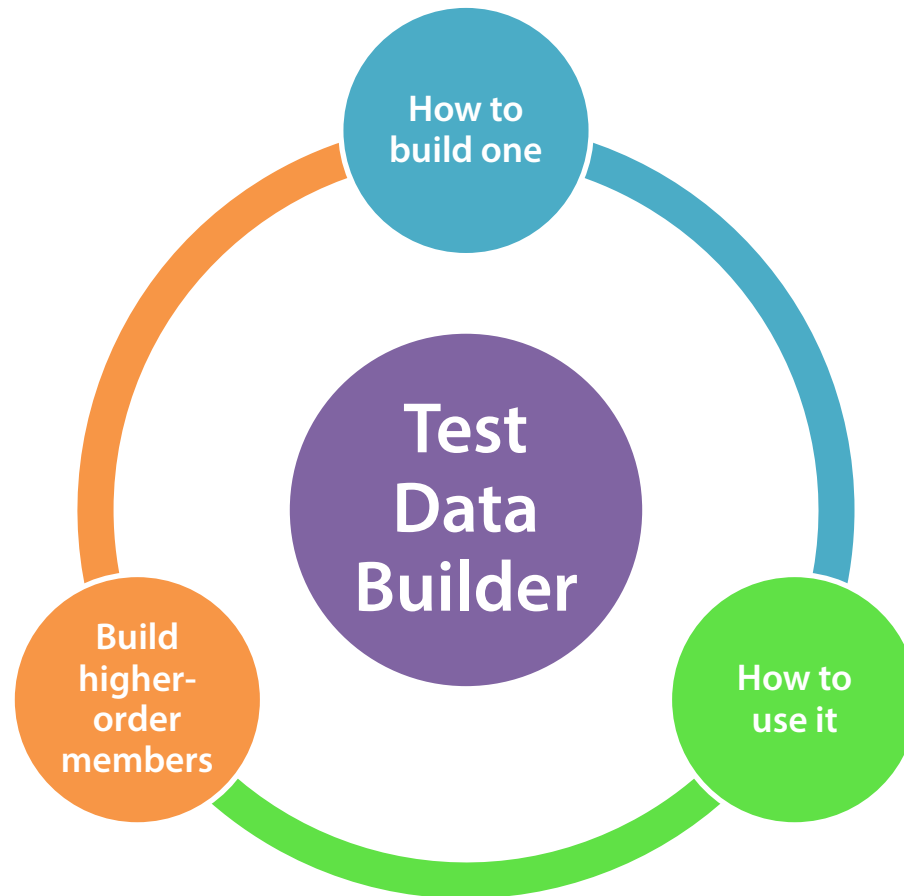 How to
build one
Test
Data
Builder
Build
higher-
order
members
How to
use it